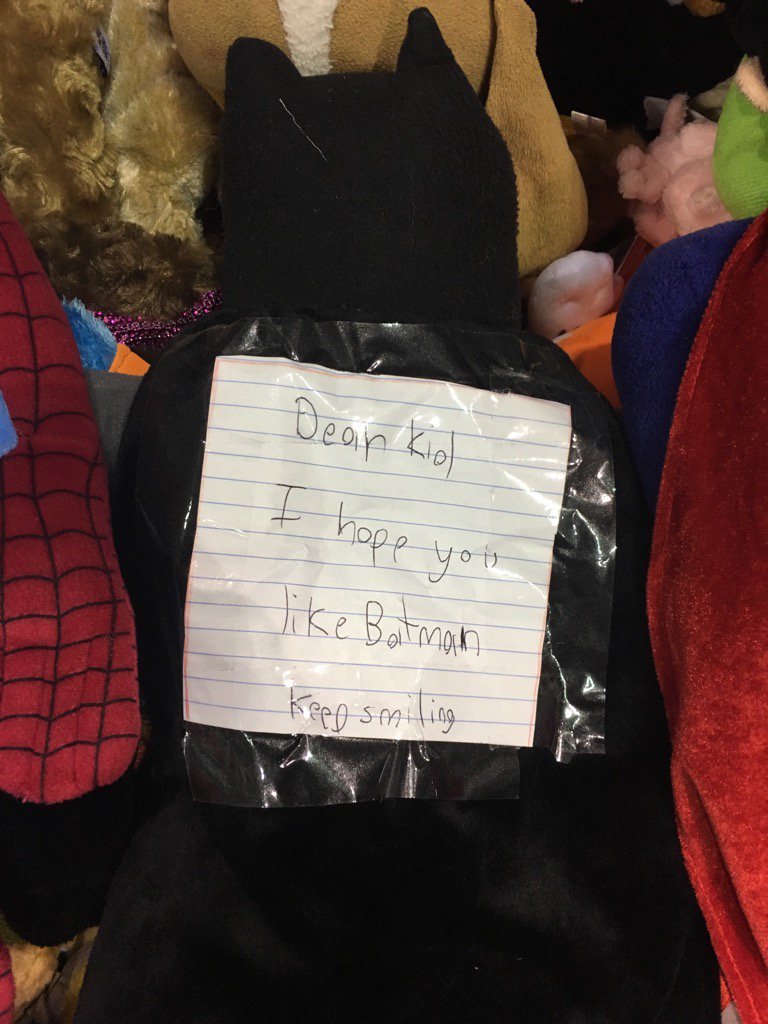 Dear kid
I hope you
like Batman
keep smiling